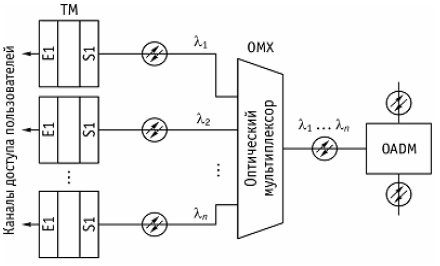 TM
OMX
Каналы доступа пользователей
E1
S1
λ1
E1
S1
λ2
...
...
E1
S1
λn
Оптический
мультиплексор
λ1 ... λn
OADM